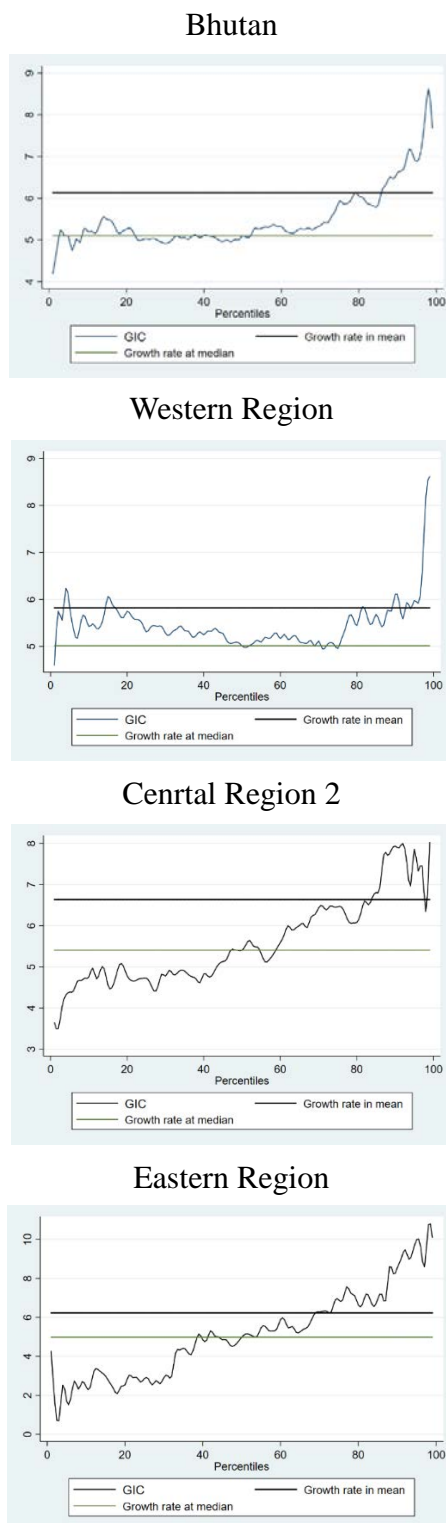 Bhutan
9
8
7
6
5
4
0 20 40 60 80 100
Percentiles
GIC Growth rate in mean
Growth rate at median
Western Region
9
8
7
6
5
0 20 40 60 80 100
Percentiles
GIC Growth rate in mean
Growth rate at median
Cenrtal Region 2
8
7
6
5
4
3
0 20 40 60 80 100
Percentiles
GIC Growth rate in mean
Growth rate at median
Eastern Region
10
8
6
4
2
0
0 20 40 60 80 100
Percentiles
GIC Growth rate in mean
Growth rate at median